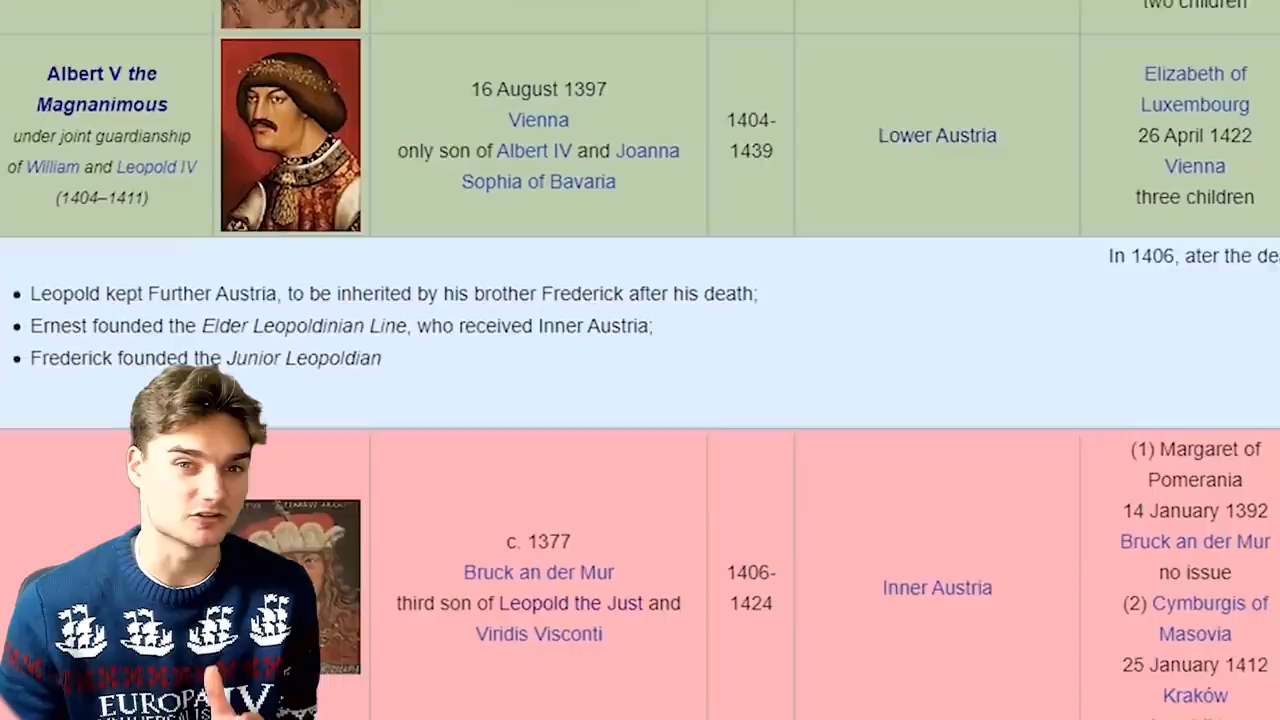 two children
Albert V the
Magnanimous
under joint guardianship
of William and Leopold IV
(1404–1411)
16 August 1397
Vienna
only son of Albert IV and Joanna
Sophia of Bavaria
1404-
1439
Lower Austria
Elizabeth of
Luxembourg
26 April 1422
Vienna
three children
In 1406, ater the
Leopold kept Further Austria, to be inherited by his brother Frederick after his death;
Ernest founded the Elder Leopoldinian Line, who received Inner Austria;
Frederick founded the Junior Leopoldian
c. 1377
Bruck an der Mur
third son of Leopold the Just and
Viridis Visconti
1406-
1424
Inner Austria
(1) Margaret of
Pomerania
14 January 1392
Bruck an der Mur
no issue
(2) Cymburgis of
Masovia
25 January 1412
Kraków
EUROPA IV